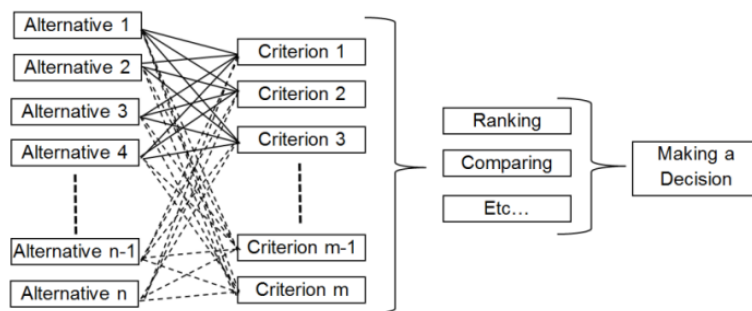 Alternative 1
Alternative 2
Alternative 3
Alternative 4
Alternative n-1
Alternative n
Criterion 1
Criterion 2
Criterion 3
Criterion m-1
Criterion m
Ranking
Comparing
Etc...
Making a
Decision